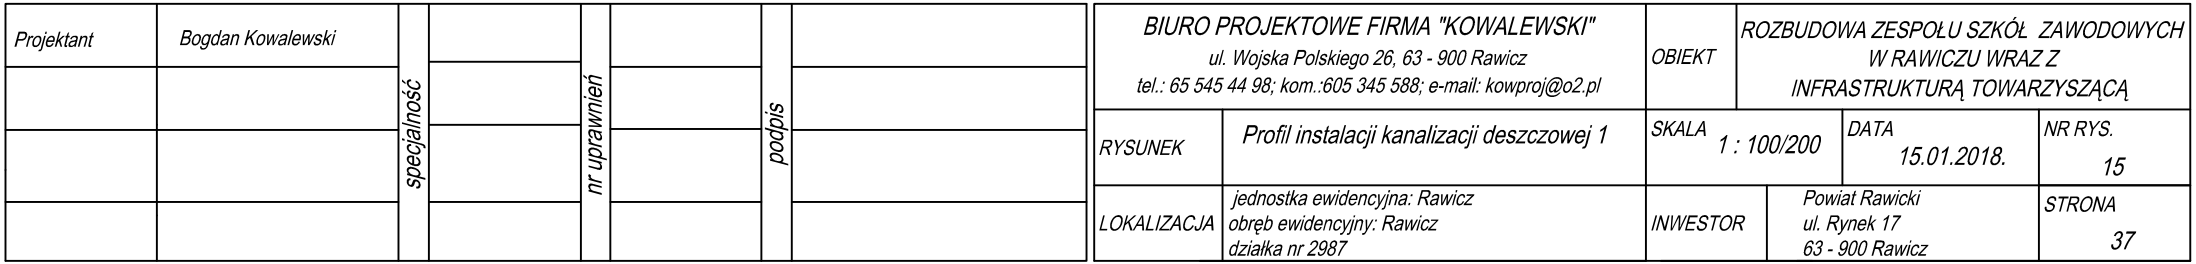 Projektant
Bogdan Kowalewski
specjalność
nr uprawnień
podpis
BIURO PROJEKTOWE FIRMA "KOWALEWSKI"
ul. Wojska Polskiego 26, 63 - 900 Rawicz
tel.: 65 545 44 98; kom.:605 345 588; e-mail: kowproj@o2.pl
OBIEKT
ROZBUDOWA ZESPOŁU SZKÓŁ ZAWODOWYCH
W RAWICZU WRAZ Z
INFRASTRUKTURĄ TOWARZYSZĄCĄ
RYSUNEK
Profil instalacji kanalizacji deszczowej 1
SKALA
1 : 100/200
DATA
15.01.2018.
NR RYS.
15
LOKALIZACJA
jednostka ewidencyjna: Rawicz
obręb ewidencyjny: Rawicz
działka nr 2987
INWESTOR
Powiat Rawicki
ul. Rynek 17
63 - 900 Rawicz
STRONA
37